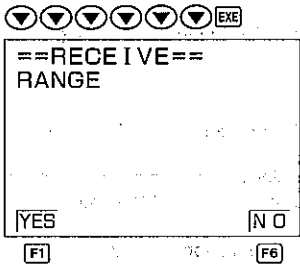 EXE
==RECEIVE==
RANGE
YES NO
F1 F6